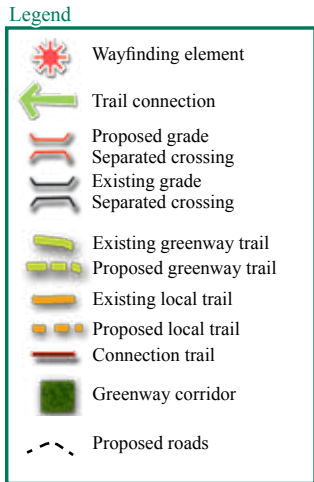 Legend
Wayfinding element
Trail connection
Proposed grade
Separated crossing
Existing grade
Separated crossing
Existing greenway trail
Proposed greenway trail
Existing local trail
Proposed local trail
Connection trail
Greenway corridor
Proposed roads